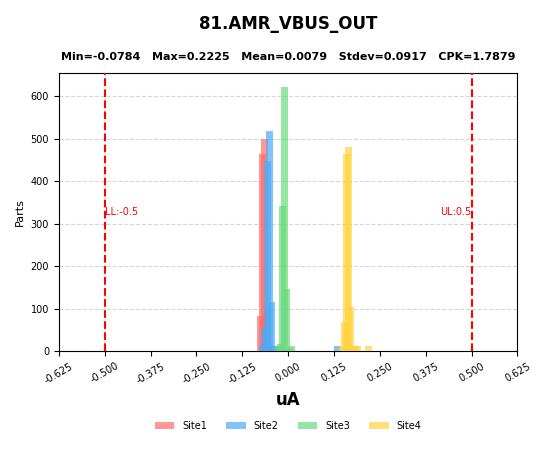 81.AMR_VBUS_OUT
Min=-0.0784 Max=0.2225 Mean=0.0079 Stdev=0.0917 CPK=1.7879
600
500
400
300
200
100
0
Parts
LL:-0.5
UL:0.5
-0.625 -0.500 -0.375 -0.250 -0.125 0.000 0.125 0.250 0.375 0.500 0.625
uA
Site1 Site2 Site3 Site4